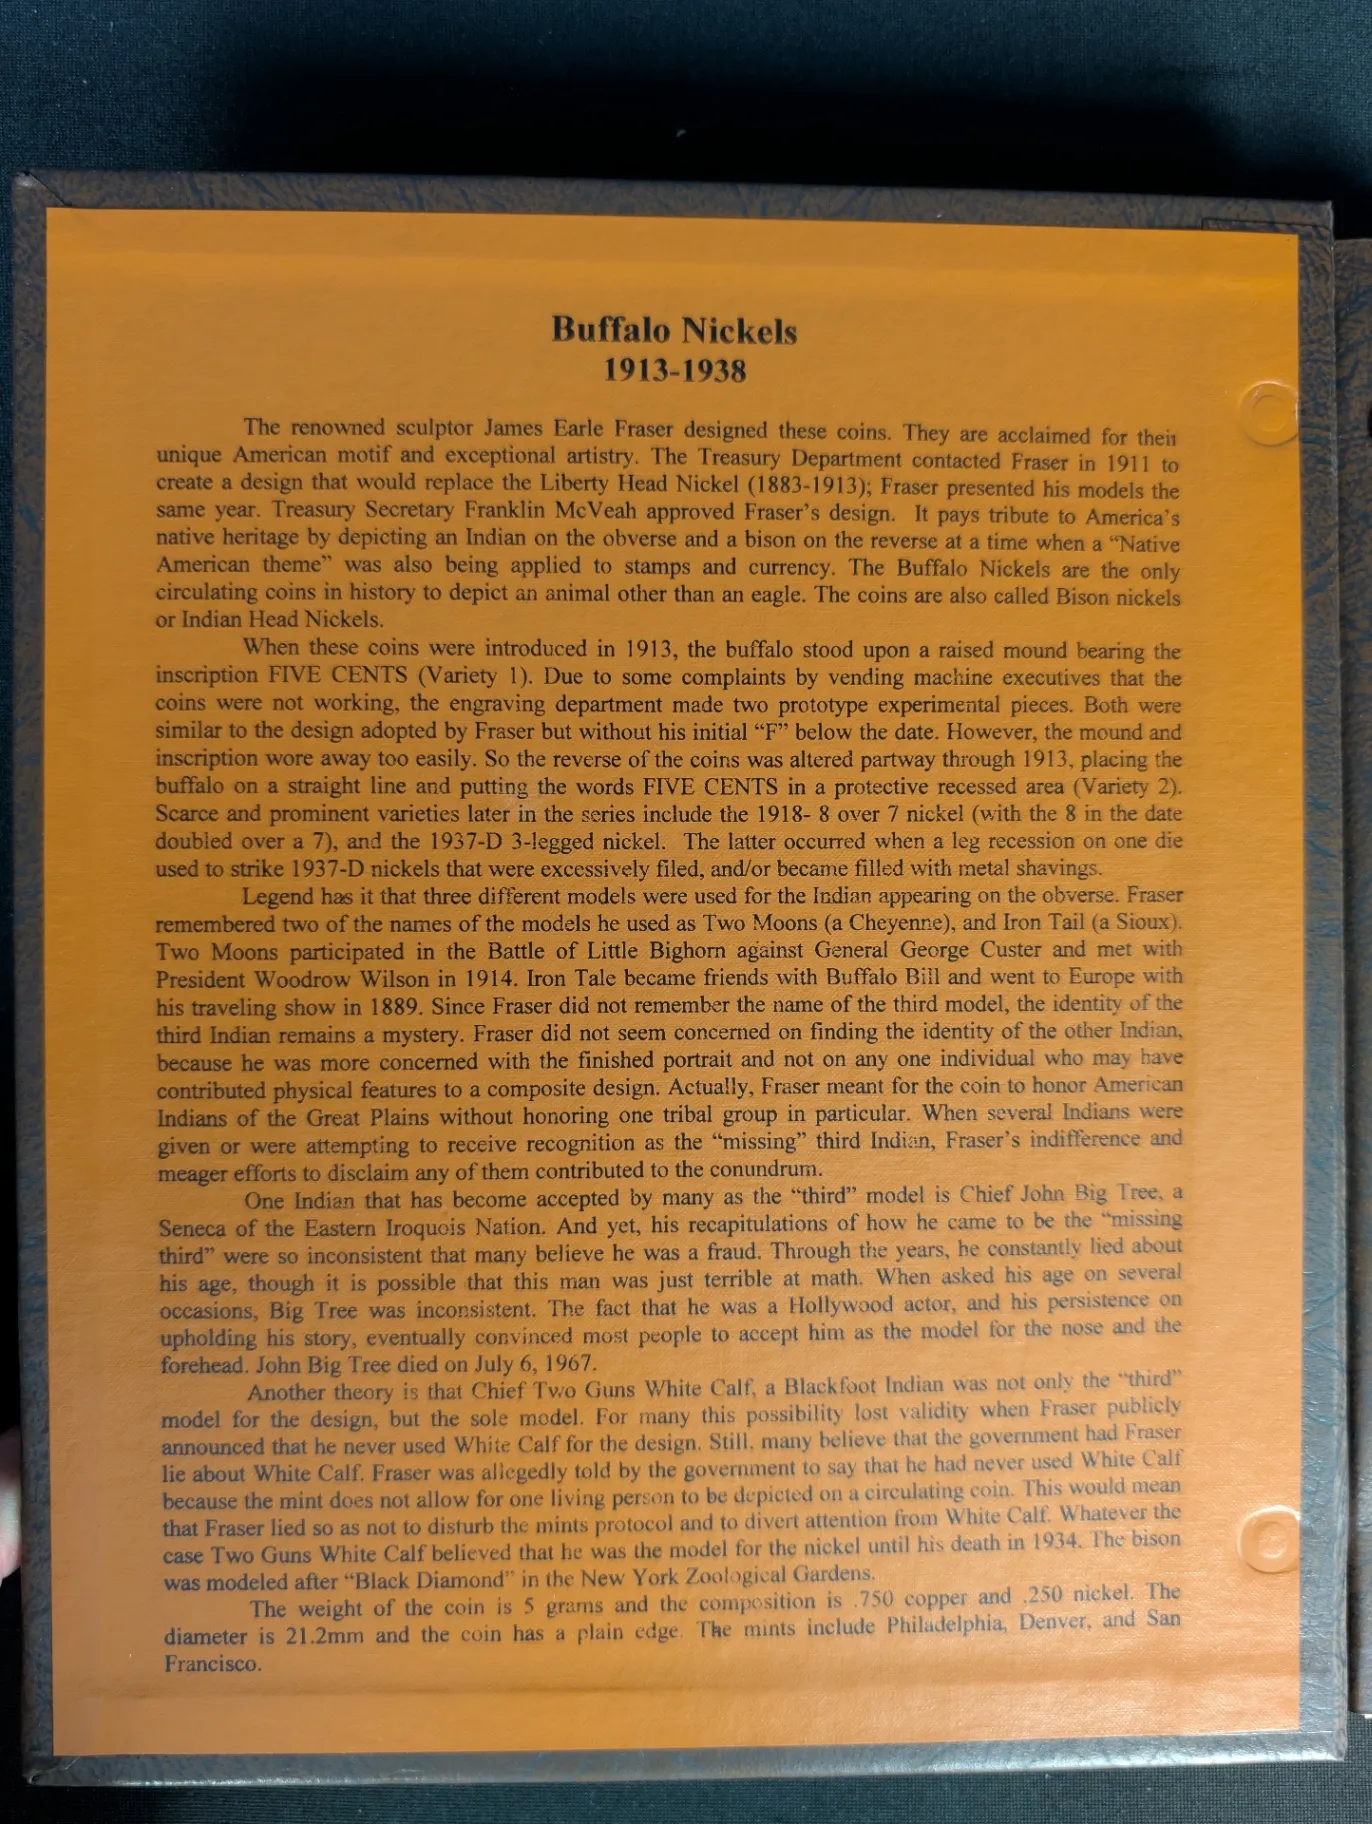 Buffalo Nickels
1913-1938
The renowned sculptor James Earle Fraser designed these coins. They are acclaimed for their
unique American motif and exceptional artistry. The Treasury Department contacted Fraser in 1911 to
create a design that would replace the Liberty Head Nickel (1883-1913); Fraser presented his models the
same year. Treasury Secretary Franklin McVeah approved Fraser's design. It pays tribute to America's
native heritage by depicting an Indian on the obverse and a bison on the reverse at a time when a “Native
American theme” was also being applied to stamps and currency. The Buffalo Nickels are the only
circulating coins in history to depict an animal other than an eagle. The coins are also called Bison nickels
or Indian Head Nickels.
When these coins were introduced in 1913, the buffalo stood upon a raised mound bearing the
inscription FIVE CENTS (Variety 1). Due to some complaints by vending machine executives that the
coins were not working, the engraving department made two prototype experimental pieces. Both were
similar to the design adopted by Fraser but without his initial “F” below the date. However, the mound and
inscription wore away too easily. So the reverse of the coins was altered partway through 1913, placing the
buffalo on a straight line and putting the words FIVE CENTS in a protective recessed area (Variety 2).
Scarce and prominent varieties later in the series include the 1918- 8 over 7 nickel (with the 8 in the date
doubled over a 7), and the 1937-D 3-legged nickel. The latter occurred when a leg recession on one die
used to strike 1937-D nickels that were excessively filed, and/or became filled with metal shavings.
Legend has it that three different models were used for the Indian appearing on the obverse. Fraser
remembered two of the names of the models he used as Two Moons (a Cheyenne), and Iron Tail (a Sioux).
Two Moons participated in the Battle of Little Bighorn against General George Custer and met with
President Woodrow Wilson in 1914. Iron Tale became friends with Buffalo Bill and went to Europe with
his traveling show in 1889. Since Fraser did not remember the name of the third model, the identity of the
third Indian remains a mystery. Fraser did not seem concerned on finding the identity of the other Indian,
because he was more concerned with the finished portrait and not on any one individual who may have
contributed physical features to a composite design. Actually, Fraser meant for the coin to honor American
Indians of the Great Plains without honoring one tribal group in particular. When several Indians were
given or were attempting to receive recognition as the “missing” third Indian, Fraser's indifference and
meager efforts to disclaim any of them contributed to the conundrum.
One Indian that has become accepted by many as the “third” model is Chief John Big Tree, a
Seneca of the Eastern Iroquois Nation. And yet, his recapitulations of how he came to be the “missing
third” were so inconsistent that many believe he was a fraud. Through the years, he constantly lied about
his age, though it is possible that this man was just terrible at math. When asked his age on several
occasions, Big Tree was inconsistent. The fact that he was a Hollywood actor, and his persistence on
upholding his story, eventually convinced most people to accept him as the model for the nose and the
forehead. John Big Tree died on July 6, 1967.
Another theory is that Chief Two Guns White Calf, a Blackfoot Indian was not only the “third”
model for the design, but the sole model. For many this possibility lost validity when Fraser publicly
announced that he never used White Calf for the design. Still, many believe that the government had Fraser
lie about White Calf. Fraser was allegedly told by the government to say that he had never used White Calf
because the mint does not allow for one living person to be depicted on a circulating coin. This would mean
that Fraser lied so as not to disturb the mints protocol and to divert attention from White Calf. Whatever the
case Two Guns White Calf believed that he was the model for the nickel until his death in 1934. The bison
was modeled after “Black Diamond” in the New York Zoological Gardens.
The weight of the coin is 5 grams and the composition is .750 copper and .250 nickel. The
diameter is 21.2mm and the coin has a plain edge. The mints include Philadelphia, Denver, and San
Francisco.